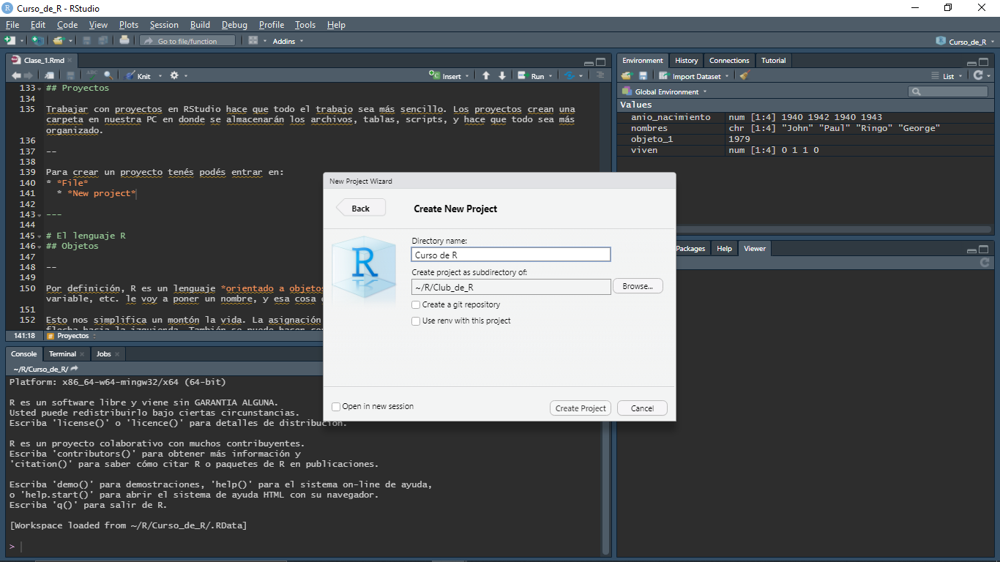 Curso_de_R - RStudio
File Edit Code View Plots Session Build Debug Profile Tools Help
Go to file/function Addins Curso_de_R
Clase_1.Rmd
ABC Knit Insert Run
133 ## Proyectos
134
135 Trabajar con proyectos en RStudio hace que todo el trabajo sea más sencillo. Los proyectos crean una
carpeta en nuestra PC en donde se almacenarán los archivos, tablas, scripts, y hace que todo sea más
organizado.
136
137 --
138
139 Para crear un proyecto tenés podés entrar en:
140 * *File*
141 * *New project*
142
143 ---
144
145 # El lenguaje R
146 ## Objetos
147
148 --
149
150 Por definición, R es un lenguaje *orientado a objetos
variable, etc. le voy a poner un nombre, y esa cosa
151
152 Esto nos simplifica un montón la vida. La asignación
flecha hacia la izquierda. También se puede hacer
141:18 Proyectos
Console Terminal Jobs
~/R/Curso_de_R/
Platform: x86_64-w64-mingw32/x64 (64-bit)
R es un software libre y viene sin GARANTIA ALGUNA.
Usted puede redistribuirlo bajo ciertas circunstancias.
Escriba 'license()' o 'licence()' para detalles de distribucion.
R es un proyecto colaborativo con muchos contribuyentes.
Escriba 'contributors()' para obtener más información y
'citation()' para saber cómo citar R o paquetes de R en publicaciones.
Escriba 'demo()' para demostraciones, 'help()' para el sistema on-line de ayuda,
o 'help.start()' para abrir el sistema de ayuda HTML con su navegador.
Escriba 'q()' para salir de R.
[Workspace loaded from ~/R/Curso_de_R/.RData]
>
Environment History Connections Tutorial
Import Dataset List
Global Environment
Values
anio_nacimiento num [1:4] 1940 1942 1940 1943
nombres chr [1:4] "John" "Paul" "Ringo" "George"
objeto_1 1979
viven num [1:4] 0 1 1 0
Packages Help Viewer
New Project Wizard
Back Create New Project
R
Directory name:
Curso de R
Create project as subdirectory of:
~/R/Club_de_R Browse...
Create a git repository
Use renv with this project
Open in new session Create Project Cancel